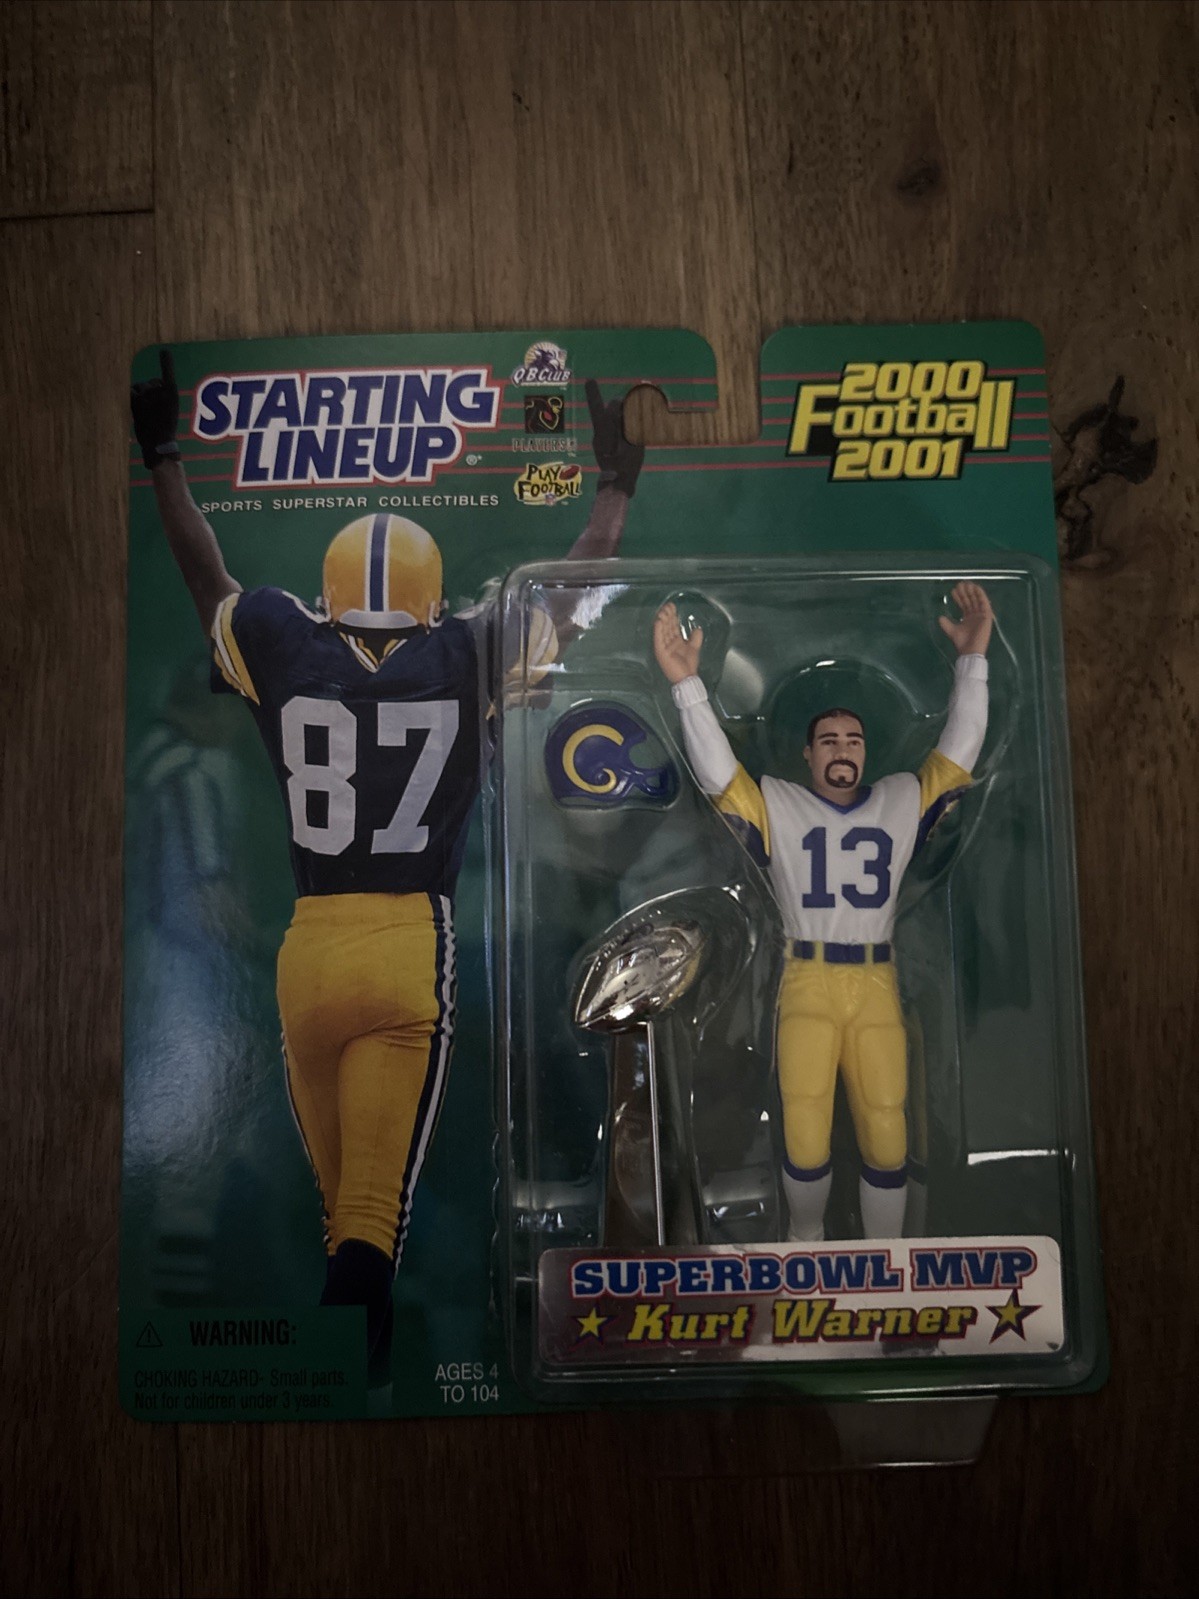 STARTING
LINEUP®
SPORTS SUPERSTAR COLLECTIBLES
QB CLUB
PLAYERS
PLAY
FOOTBALL
2000
Football
2001
87
13
SUPERBOWL MVP
Kurt Warner
WARNING:
CHOKING HAZARD- Small parts.
Not for children under 3 years.
AGES 4
TO 104